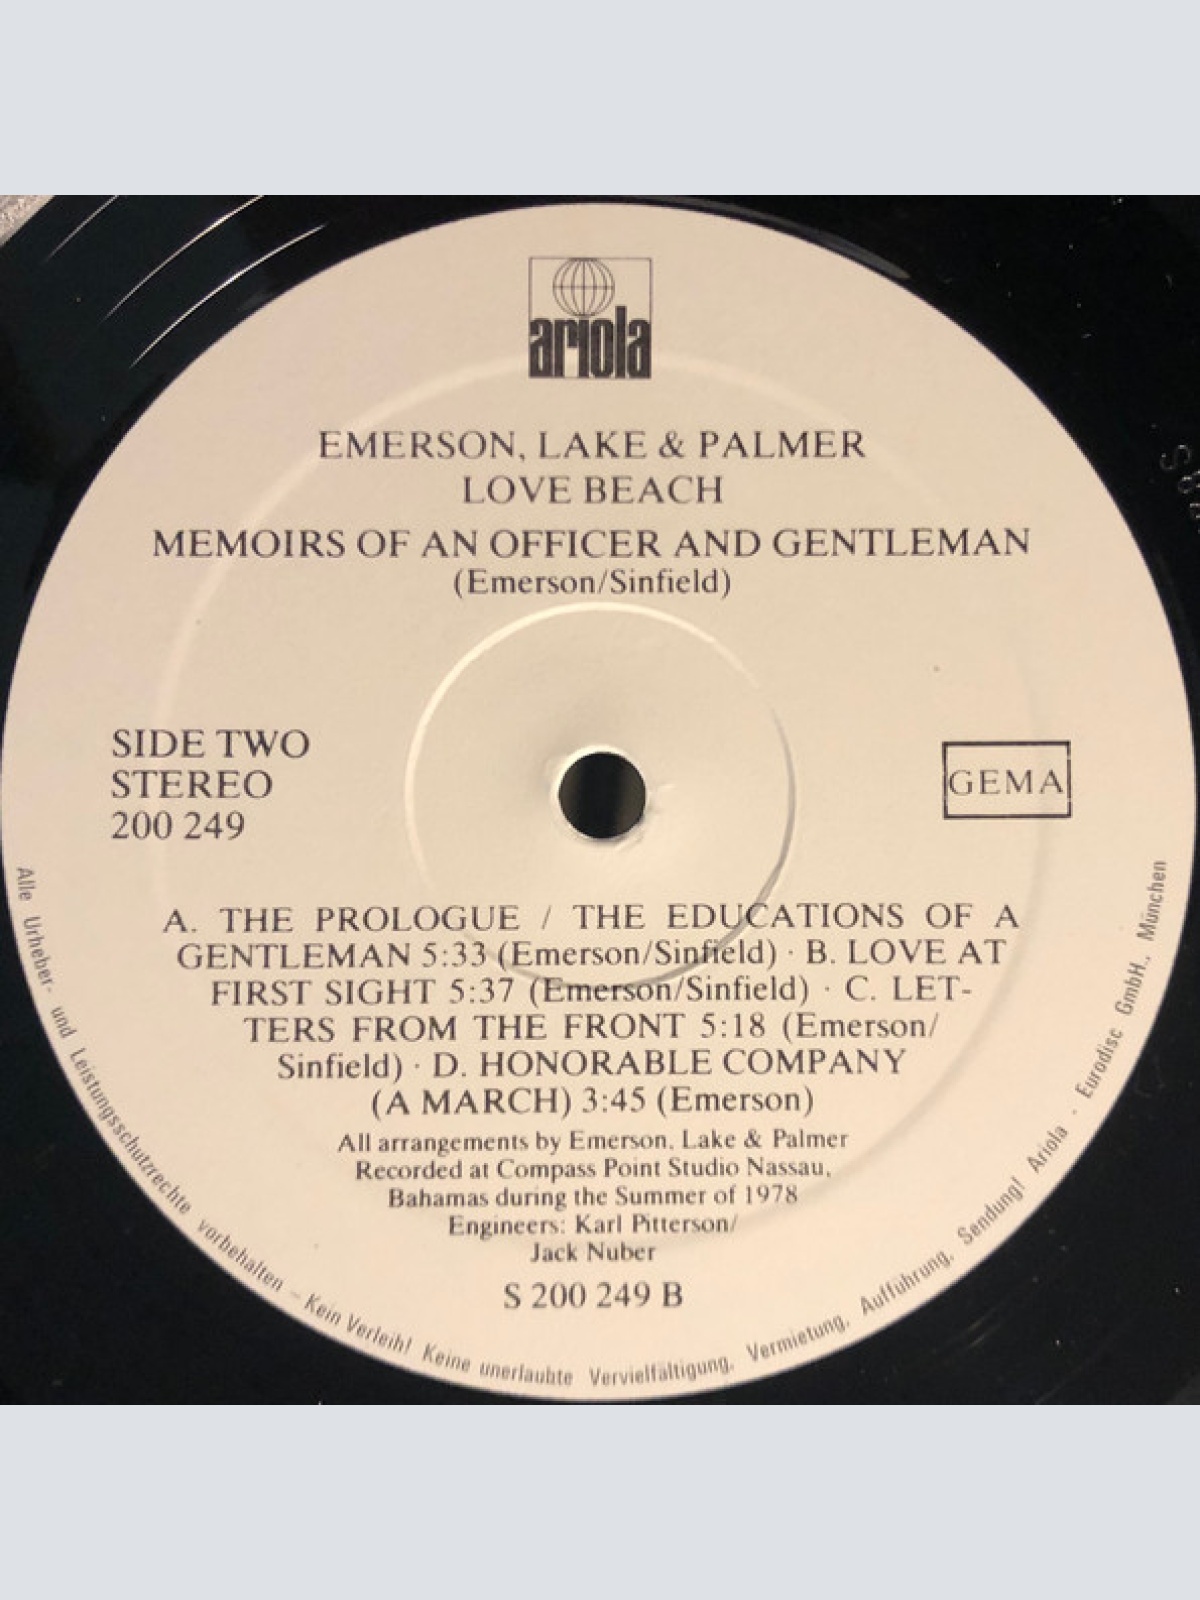 ariola
EMERSON, LAKE & PALMER
LOVE BEACH
MEMOIRS OF AN OFFICER AND GENTLEMAN
(Emerson/Sinfield)
SIDE TWO
STEREO
200 249
GEMA
A. THE PROLOGUE / THE EDUCATIONS OF A
GENTLEMAN 5:33 (Emerson/Sinfield) · B. LOVE AT
FIRST SIGHT 5:37 (Emerson/Sinfield) · C. LET-
TERS FROM THE FRONT 5:18 (Emerson/
Sinfield) · D. HONORABLE COMPANY
(A MARCH) 3:45 (Emerson)
All arrangements by Emerson, Lake & Palmer
Recorded at Compass Point Studio Nassau,
Bahamas during the Summer of 1978
Engineers: Karl Pitterson/
Jack Nuber
S 200 249 B
Alle Urheber- und Leistungsschutzrechte vorbehalten – Kein Verleih! Keine unerlaubte Vervielfältigung, Vermietung, Aufführung, Sendung! Ariola - Eurodisc GmbH., München